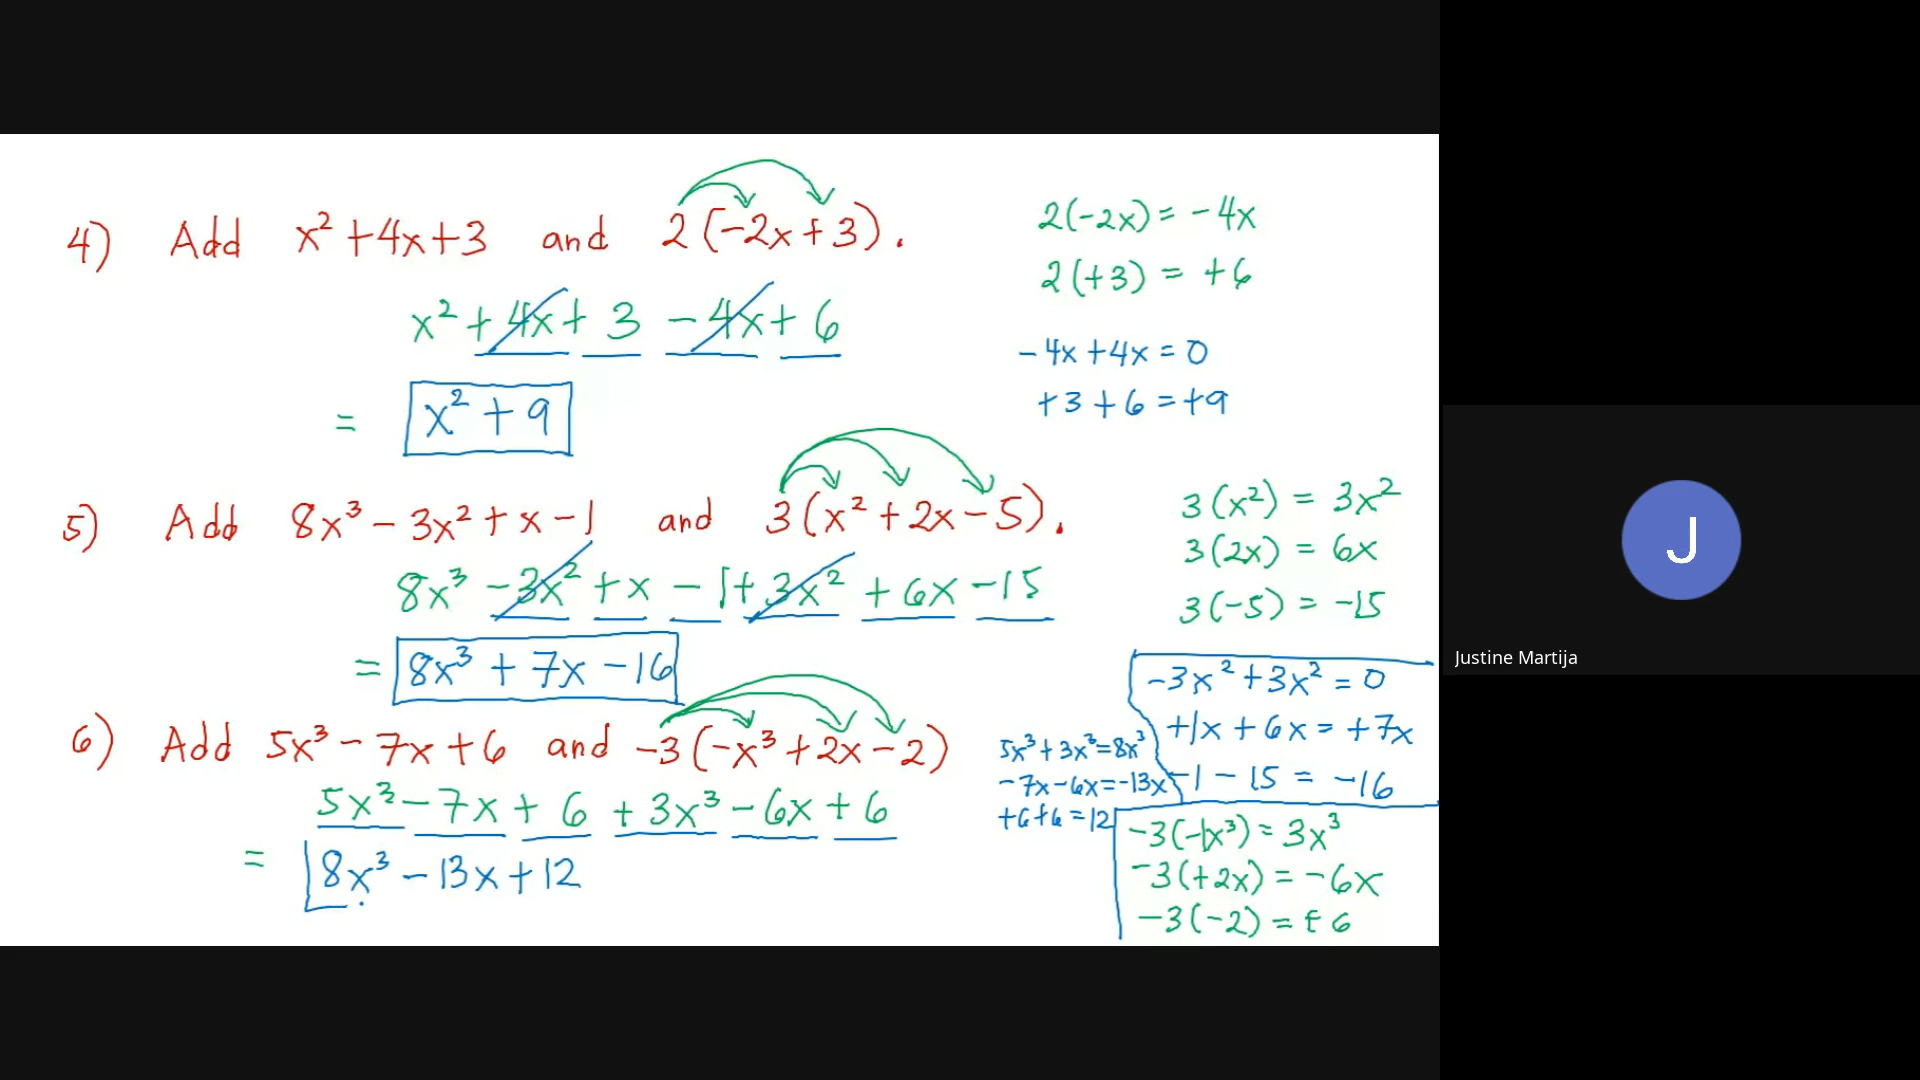 4) Add x² + 4x + 3 and 2(-2x + 3).
x² + 4x + 3 - 4x + 6
= x² + 9
2(-2x) = -4x
2(+3) = +6
-4x + 4x = 0
+3 + 6 = +9
5) Add 8x³ - 3x² + x - 1 and 3(x² + 2x - 5).
8x³ - 3x² + x - 1 + 3x² + 6x - 15
= 8x³ + 7x - 16
3(x²) = 3x²
3(2x) = 6x
3(-5) = -15
-3x² + 3x² = 0
+1x + 6x = +7x
-1 - 15 = -16
6) Add 5x³ - 7x + 6 and -3(-x³ + 2x - 2)
5x³ - 7x + 6 + 3x³ - 6x + 6
= 8x³ - 13x + 12
5x³ + 3x³ = 8x³
-7x - 6x = -13x
+6 + 6 = 12
-3(-1x³) = 3x³
-3(+2x) = -6x
-3(-2) = +6
J
Justine Martija